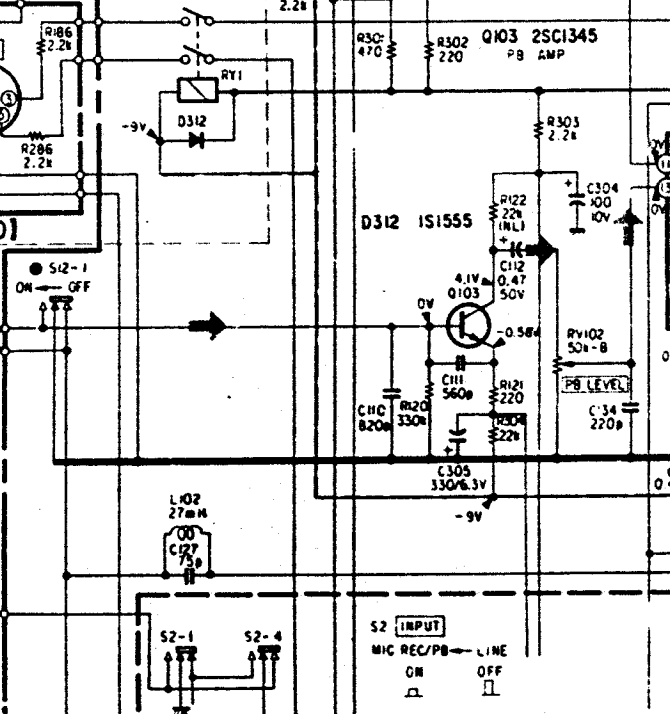 2.2k
R186
2.2k
R286
2.2k
RY1
-9V
D312
R302
220
470
Q103 2SC1345
PB AMP
R303
2.2k
C304
100
10V
R122
22k
(NL)
D312 1S1555
C112
0.47
50V
4.1V
Q103
0V
-0.58V
S12-1
ON OFF
RV102
50k-B
PB LEVEL
C111
560p
R121
220
R304
22k
C110
820p
R120
330k
C134
220p
C305
330/6.3V
-9V
L102
27mH
C127
75p
S2-1
S2-4
S2 INPUT
MIC REC/PB LINE
ON OFF